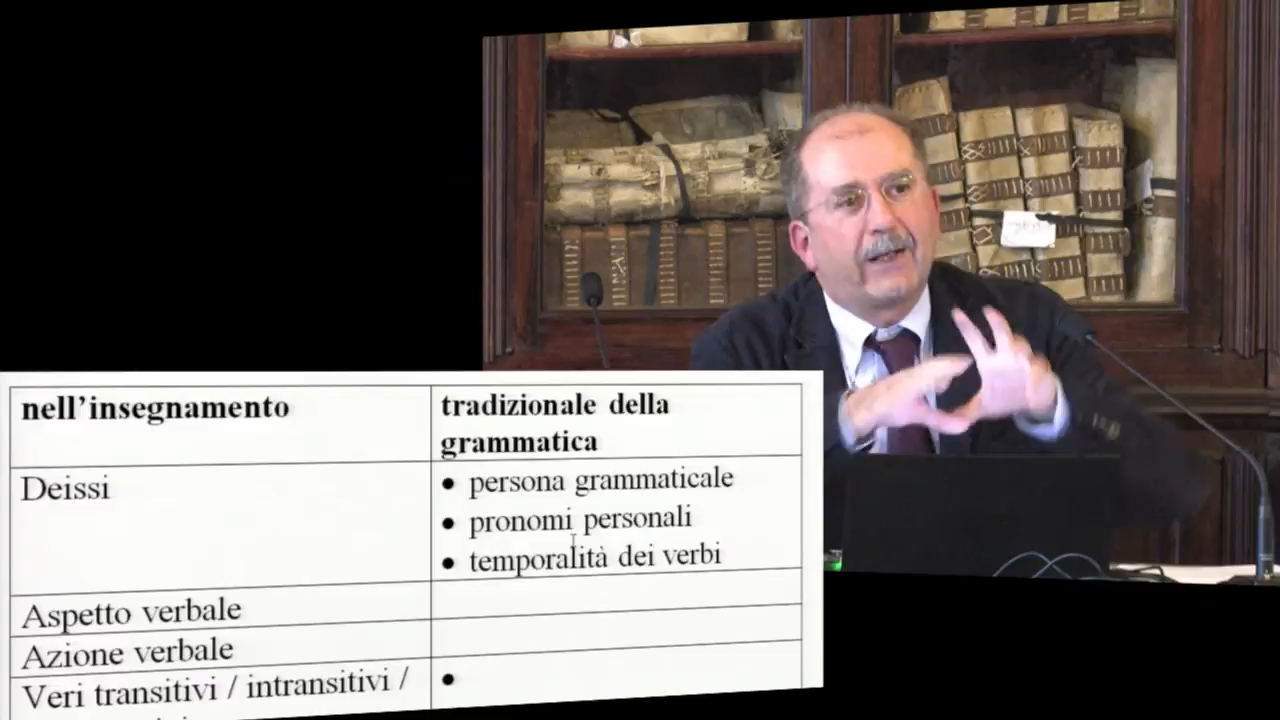 nell'insegnamento
tradizionale della
grammatica
Deissi
• persona grammaticale
• pronomi personali
• temporalità dei verbi
Aspetto verbale
Azione verbale
Veri transitivi / intransitivi /
•